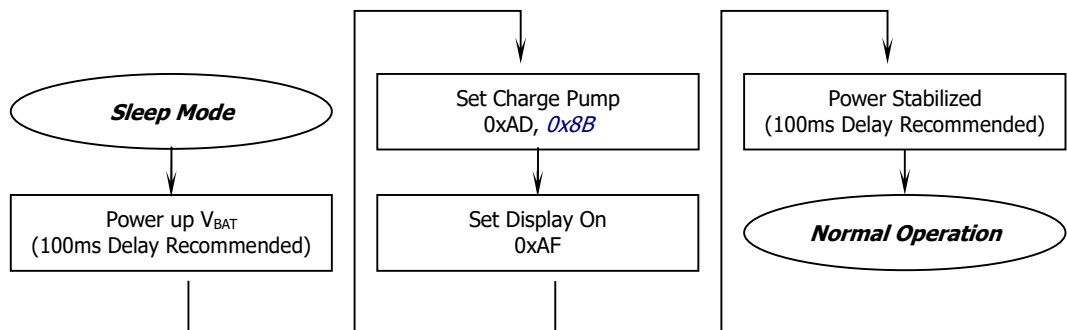 Sleep Mode
Power up VBAT
(100ms Delay Recommended)
Set Charge Pump
0xAD, 0x8B
Set Display On
0xAF
Power Stabilized
(100ms Delay Recommended)
Normal Operation